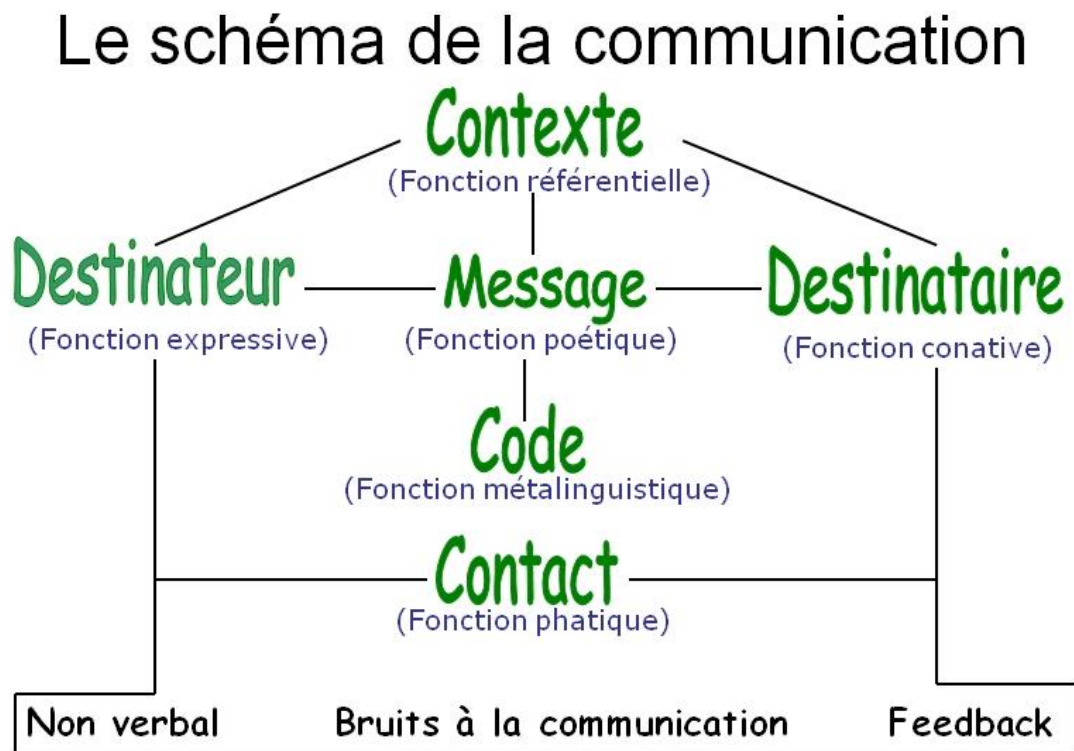 Le schéma de la communication
Contexte
(Fonction référentielle)
Destinateur Message Destinataire
(Fonction expressive) (Fonction poétique) (Fonction conative)
Code
(Fonction métalinguistique)
Contact
(Fonction phatique)
Non verbal Bruits à la communication Feedback